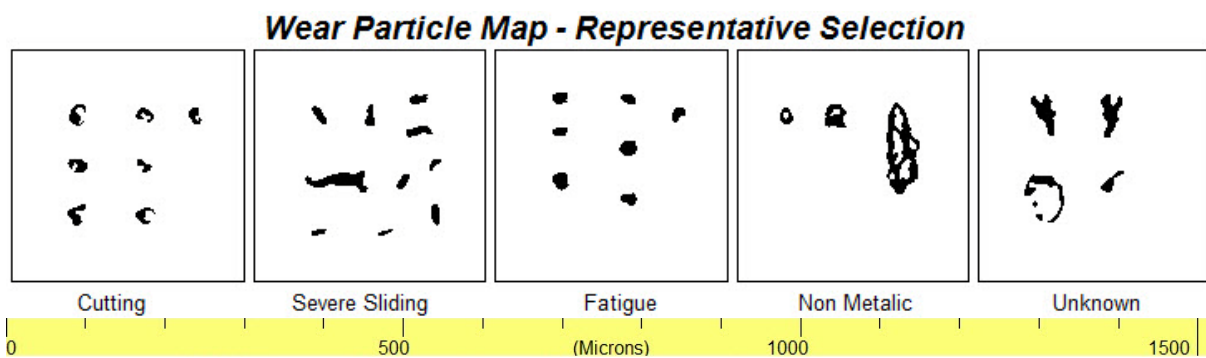 Wear Particle Map - Representative Selection
Cutting Severe Sliding Fatigue Non Metalic Unknown
0 500 (Microns) 1000 1500